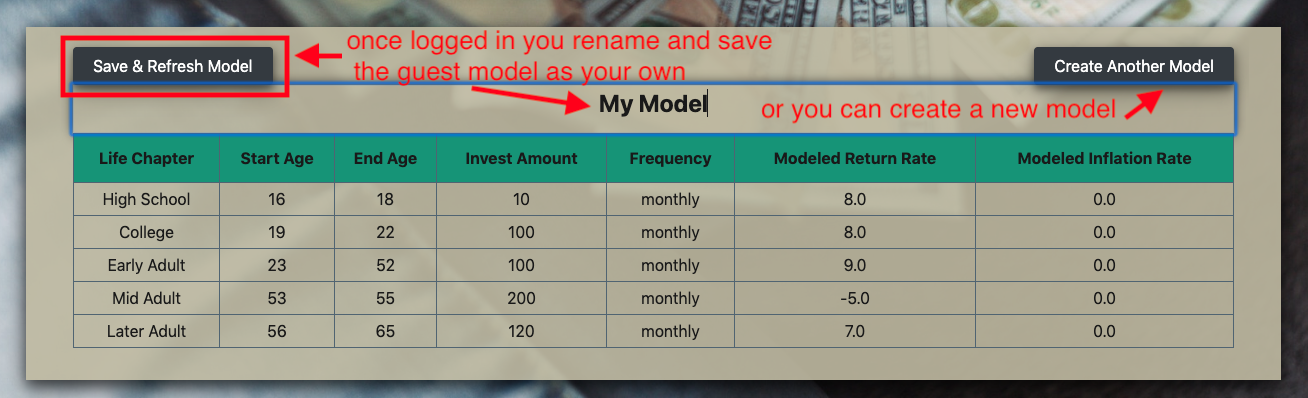 once logged in you rename and save
the guest model as your own
Save & Refresh Model
Create Another Model
My Model
or you can create a new model
Life Chapter Start Age End Age Invest Amount Frequency Modeled Return Rate Modeled Inflation Rate
High School 16 18 10 monthly 8.0 0.0
College 19 22 100 monthly 8.0 0.0
Early Adult 23 52 100 monthly 9.0 0.0
Mid Adult 53 55 200 monthly -5.0 0.0
Later Adult 56 65 120 monthly 7.0 0.0